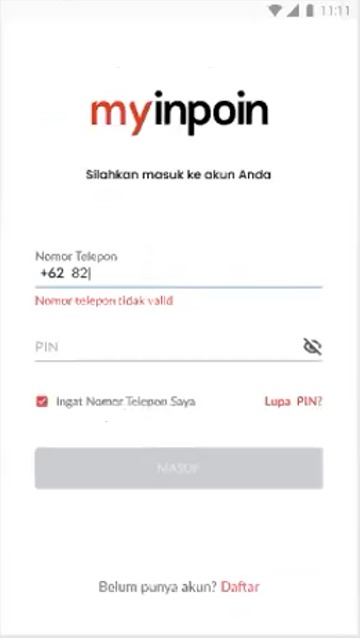 11:11
myinpoin
Silahkan masuk ke akun Anda
Nomor Telepon
+62 82
Nomor telepon tidak valid
PIN
Ingat Nomor Telepon Saya Lupa PIN?
MASUK
Belum punya akun? Daftar